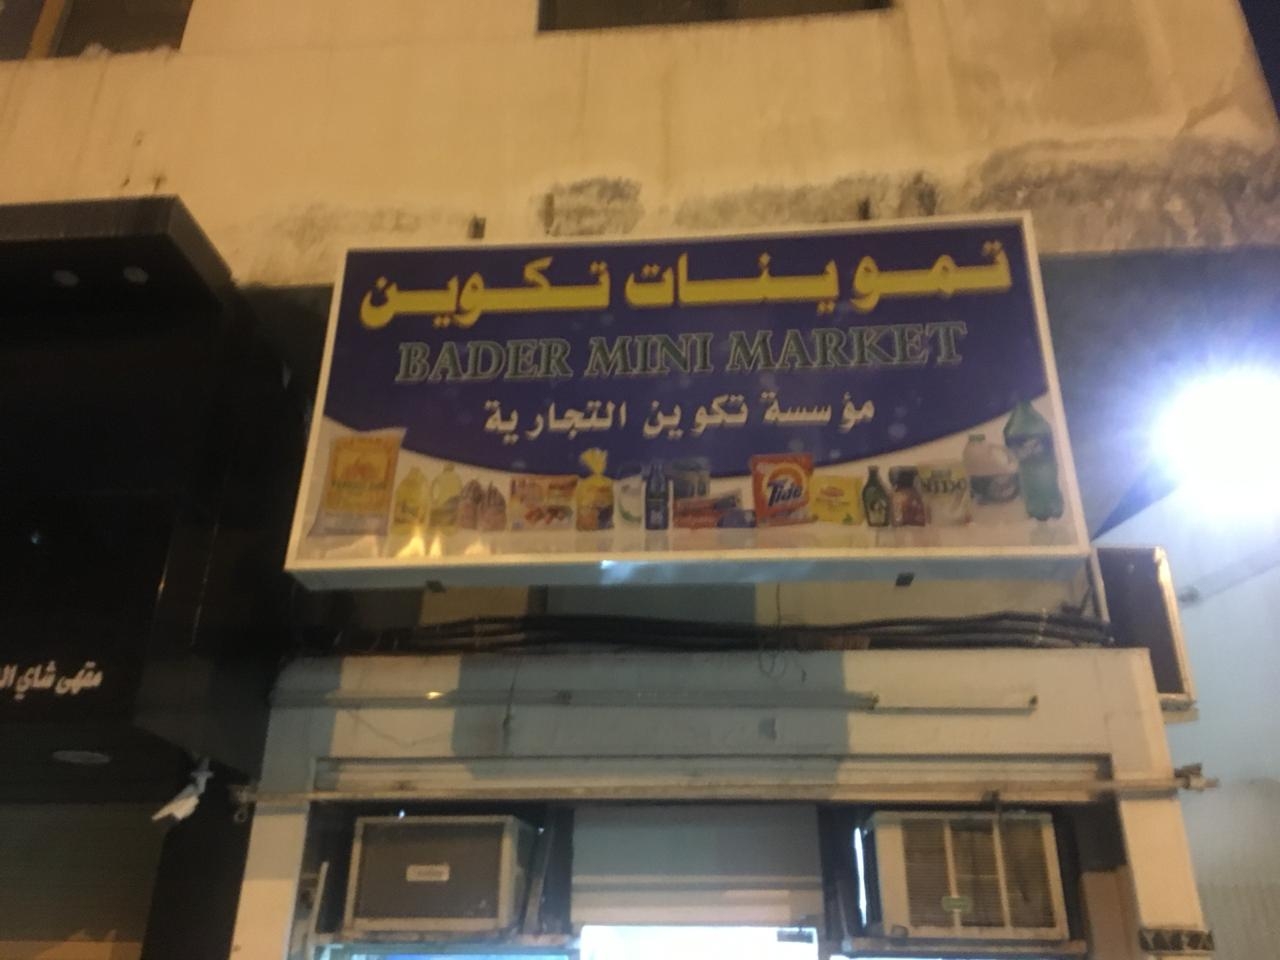 تموينات تكوين
BADER MINI MARKET
مؤسسة تكوين التجارية
Tide
مقهى شاي